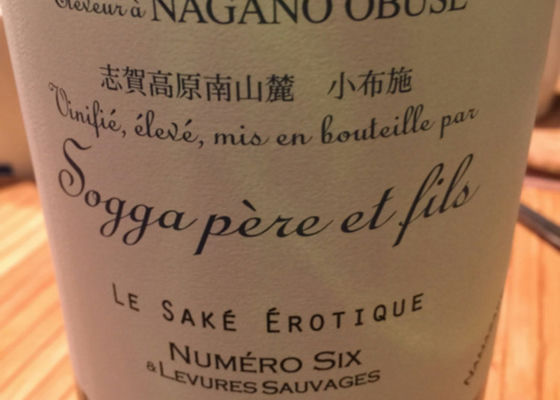 Eleveur à NAGANO OBUSE
志賀高原南山麓 小布施
Vinifié, élevé, mis en bouteille par
Sogga père et fils
LE SAKÉ ÉROTIQUE
NUMÉRO SIX
& LEVURES SAUVAGES